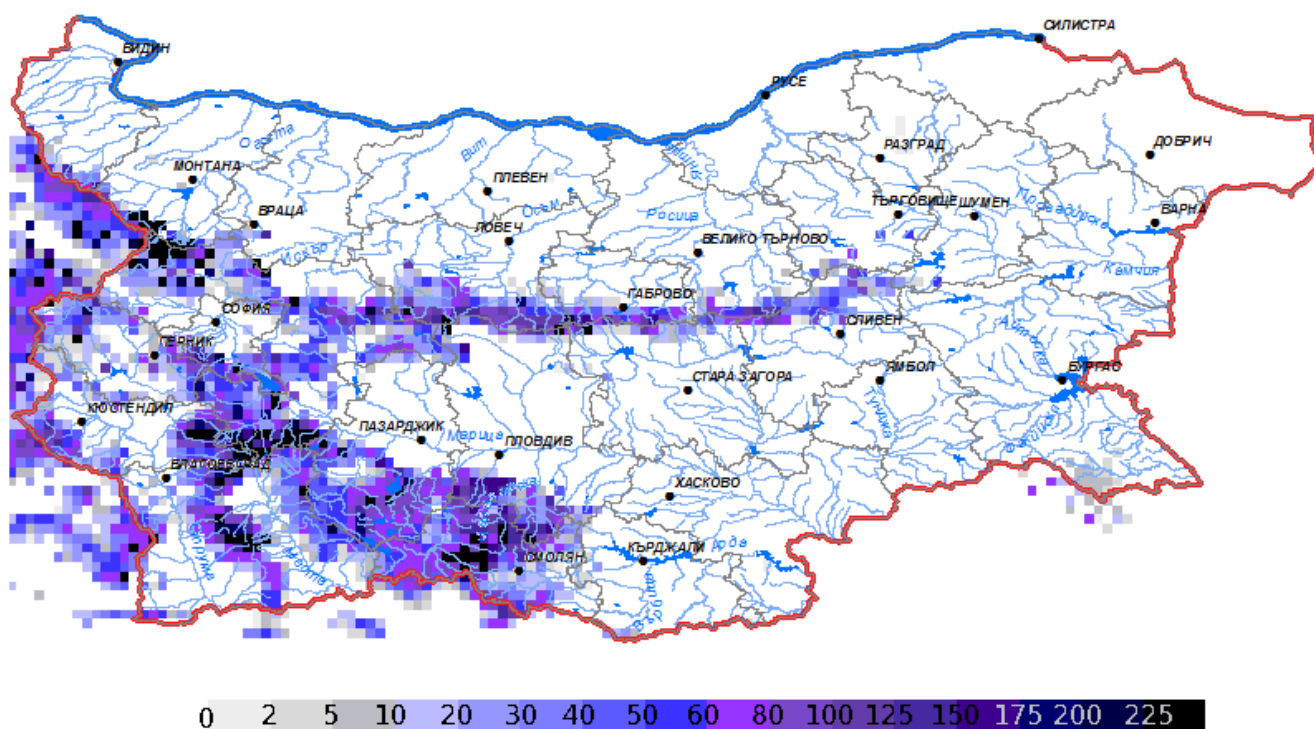 СИЛИСТРА
ВИДИН
РУСЕ
Огоста
Вит
РАЗГРАД
ДОБРИЧ
МОНТАНА
ПЛЕВЕН
ВРАЦА
Осъм
Росица
ТЪРГОВИЩЕ
ШУМЕН
ВАРНА
ЛОВЕЧ
Искър
ВЕЛИКО ТЪРНОВО
Камчия
СОФИЯ
ГАБРОВО
СЛИВЕН
ПЕРНИК
СТАРА ЗАГОРА
ЯМБОЛ
БУРГАС
КЮСТЕНДИЛ
ПАЗАРДЖИК
Марица
ПЛОВДИВ
Тунджа
БЛАГОЕВГРАД
ХАСКОВО
СМОЛЯН
КЪРДЖАЛИ
Струма
Места
0 2 5 10 20 30 40 50 60 80 100 125 150 175 200 225